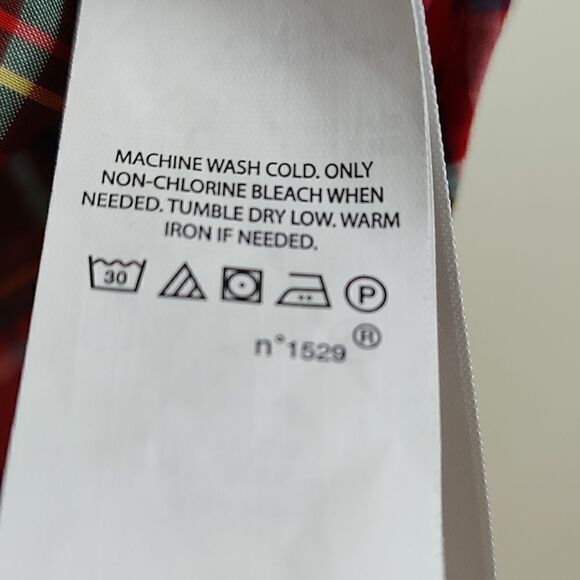 MACHINE WASH COLD. ONLY
NON-CHLORINE BLEACH WHEN
NEEDED. TUMBLE DRY LOW. WARM
IRON IF NEEDED.
30 P
n°1529 ®